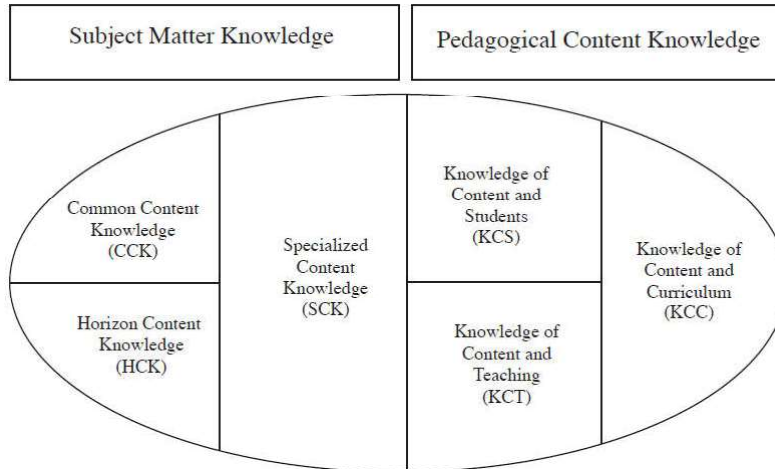 Subject Matter Knowledge
Pedagogical Content Knowledge
Common Content
Knowledge
(CCK)
Horizon Content
Knowledge
(HCK)
Specialized
Content
Knowledge
(SCK)
Knowledge of
Content and
Students
(KCS)
Knowledge of
Content and
Teaching
(KCT)
Knowledge of
Content and
Curriculum
(KCC)